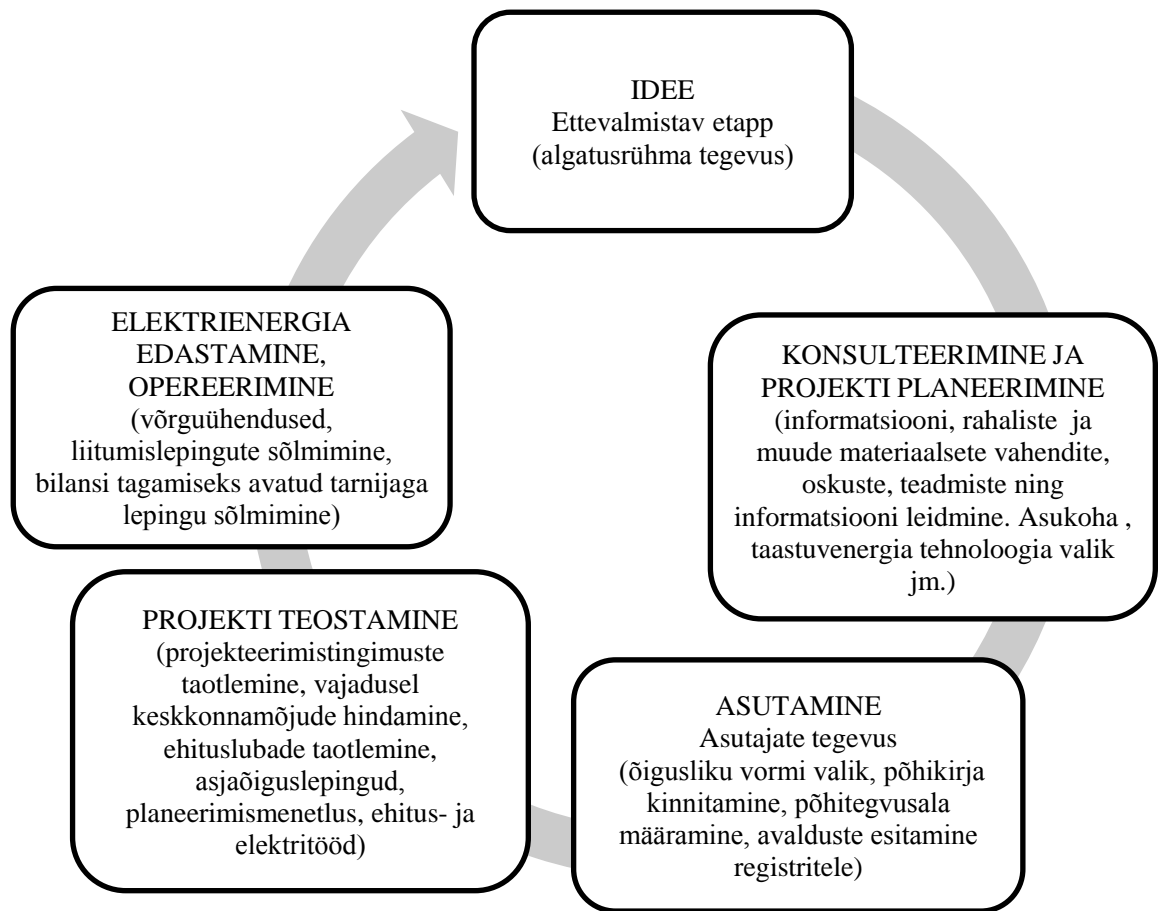 IDEE
Ettevalmistav etapp
(algatusrühma tegevus)
KONSULTEERIMINE JA
PROJEKTI PLANEERIMINE
(informatsiooni, rahaliste ja
muude materiaalsete vahendite,
oskuste, teadmiste ning
informatsiooni leidmine. Asukoha ,
taastuvenergia tehnoloogia valik
jm.)
ASUTAMINE
Asutajate tegevus
(õigusliku vormi valik, põhikirja
kinnitamine, põhitegvusala
määramine, avalduste esitamine
registritele)
PROJEKTI TEOSTAMINE
(projekteerimistingimuste
taotlemine, vajadusel
keskkonnamõjude hindamine,
ehituslubade taotlemine,
asjaõiguslepingud,
planeerimismenetlus, ehitus- ja
elektritööd)
ELEKTRIENERGIA
EDASTAMINE,
OPEREERIMINE
(võrguühendused,
liitumislepingute sõlmimine,
bilansi tagamiseks avatud tarnijaga
lepingu sõlmimine)